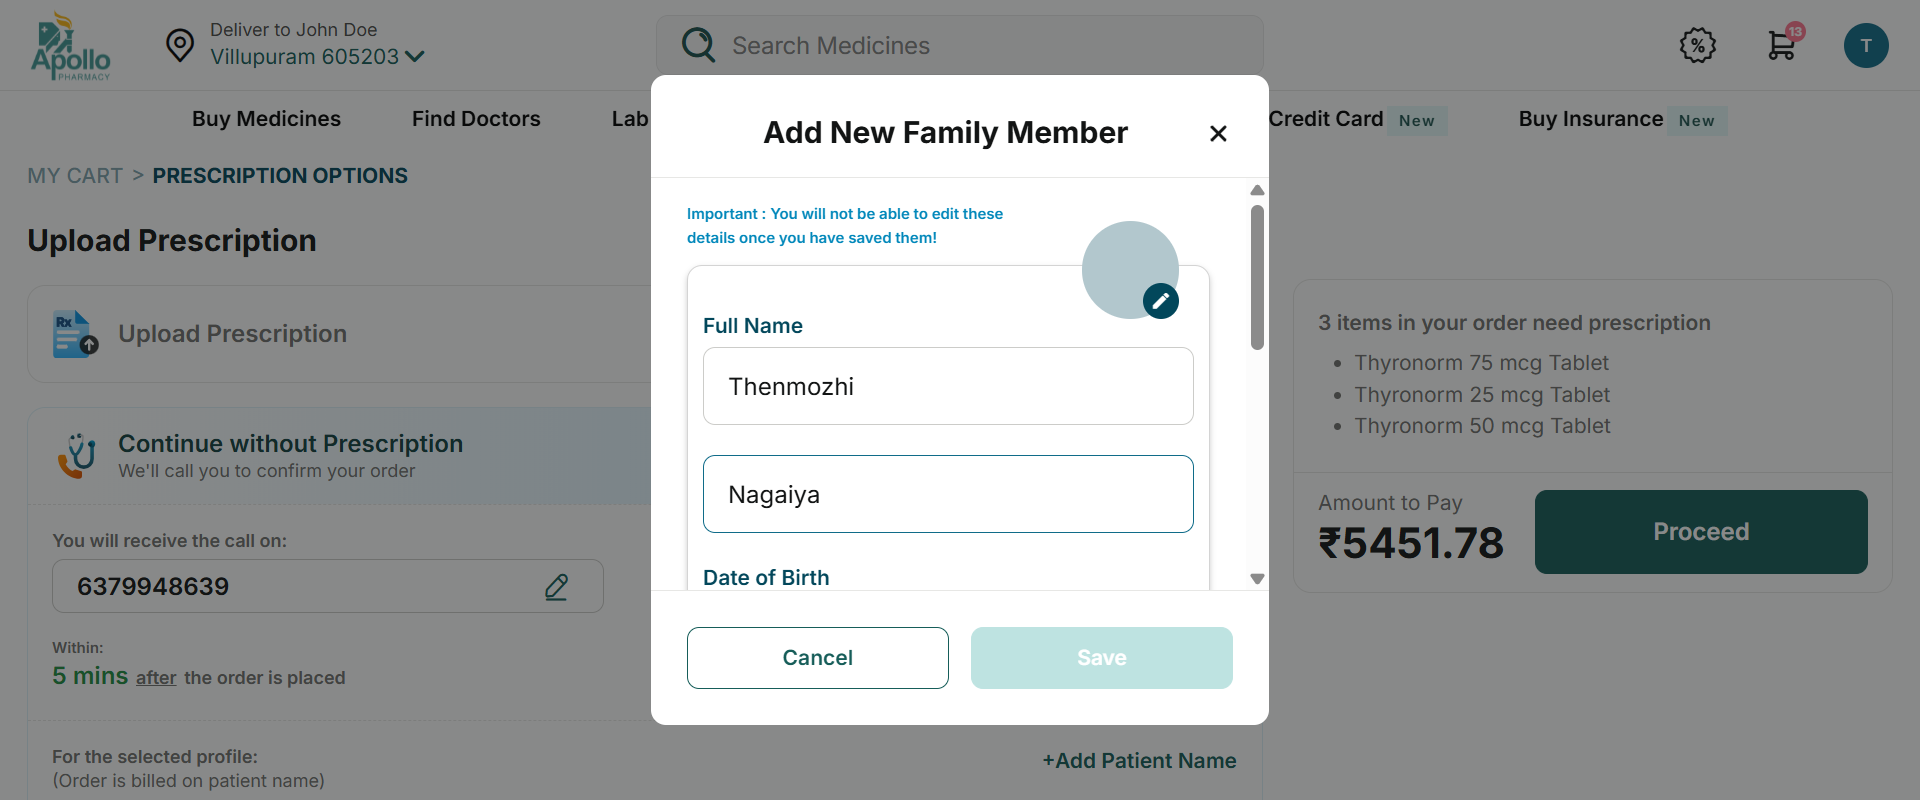 Apollo
PHARMACY
Deliver to John Doe
Villupuram 605203
Search Medicines
%
13
T
Buy Medicines
Find Doctors
Lab
Credit Card New
Buy Insurance New
MY CART > PRESCRIPTION OPTIONS
Upload Prescription
Rx
Upload Prescription
Continue without Prescription
We'll call you to confirm your order
You will receive the call on:
6379948639
Within:
5 mins after the order is placed
For the selected profile:
(Order is billed on patient name)
+Add Patient Name
Add New Family Member
Important : You will not be able to edit these
details once you have saved them!
Full Name
Thenmozhi
Nagaiya
Date of Birth
Cancel
Save
3 items in your order need prescription
• Thyronorm 75 mcg Tablet
• Thyronorm 25 mcg Tablet
• Thyronorm 50 mcg Tablet
Amount to Pay
₹5451.78
Proceed